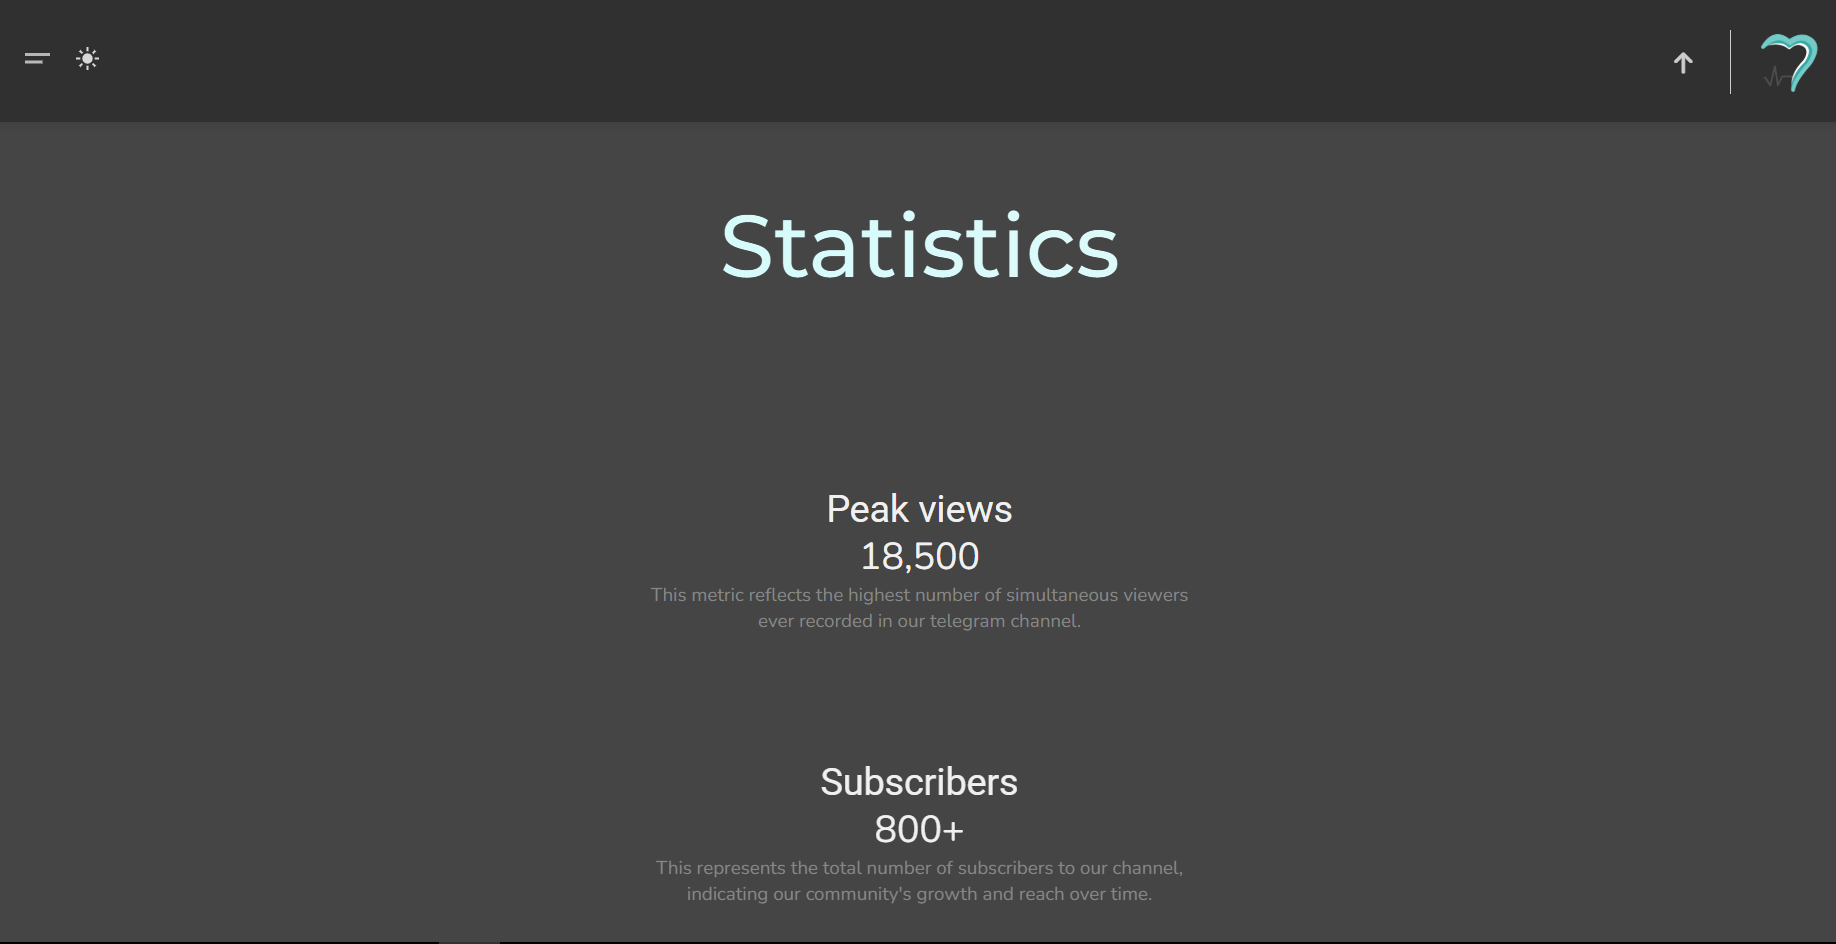 Statistics
Peak views
18,500
This metric reflects the highest number of simultaneous viewers
ever recorded in our telegram channel.
Subscribers
800+
This represents the total number of subscribers to our channel,
indicating our community's growth and reach over time.